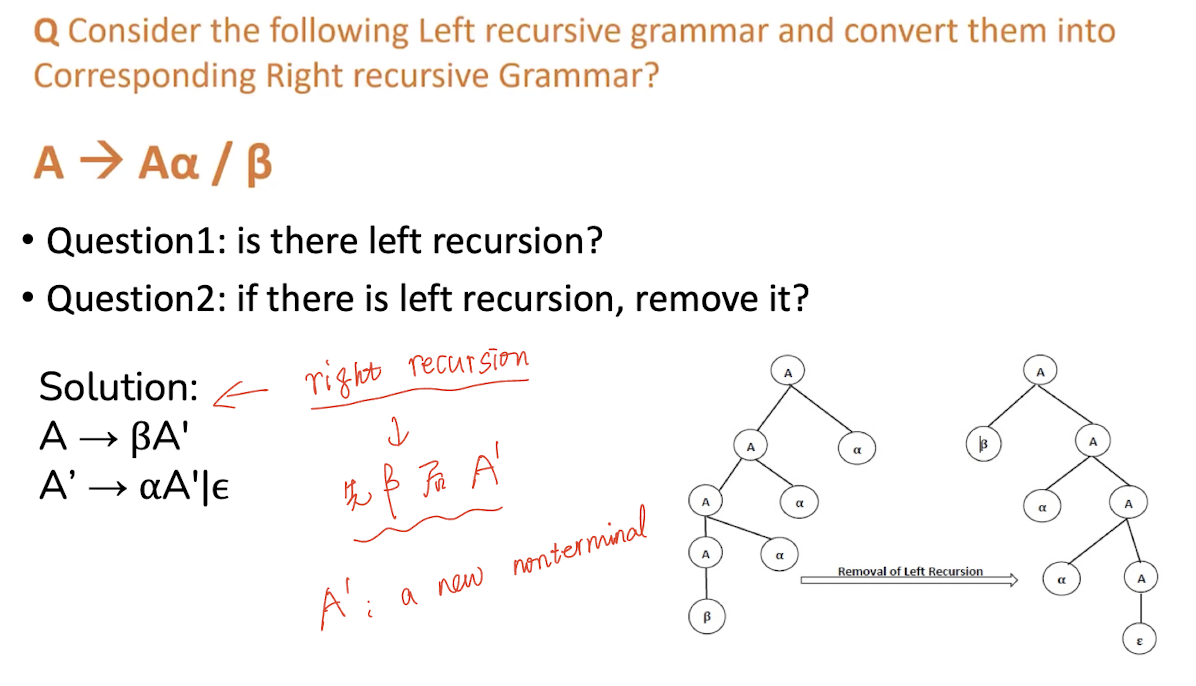 Q Consider the following Left recursive grammar and convert them into
Corresponding Right recursive Grammar?
A → Aα / β
• Question1: is there left recursion?
• Question2: if there is left recursion, remove it?
Solution:
A → βA'
A’ → αA'|ϵ
← right recursion
↓
先 β 后 A'
A' : a new nonterminal
A
A
α
A
α
A
α
β
Removal of Left Recursion
A
β
A
α
A
α
A
ε